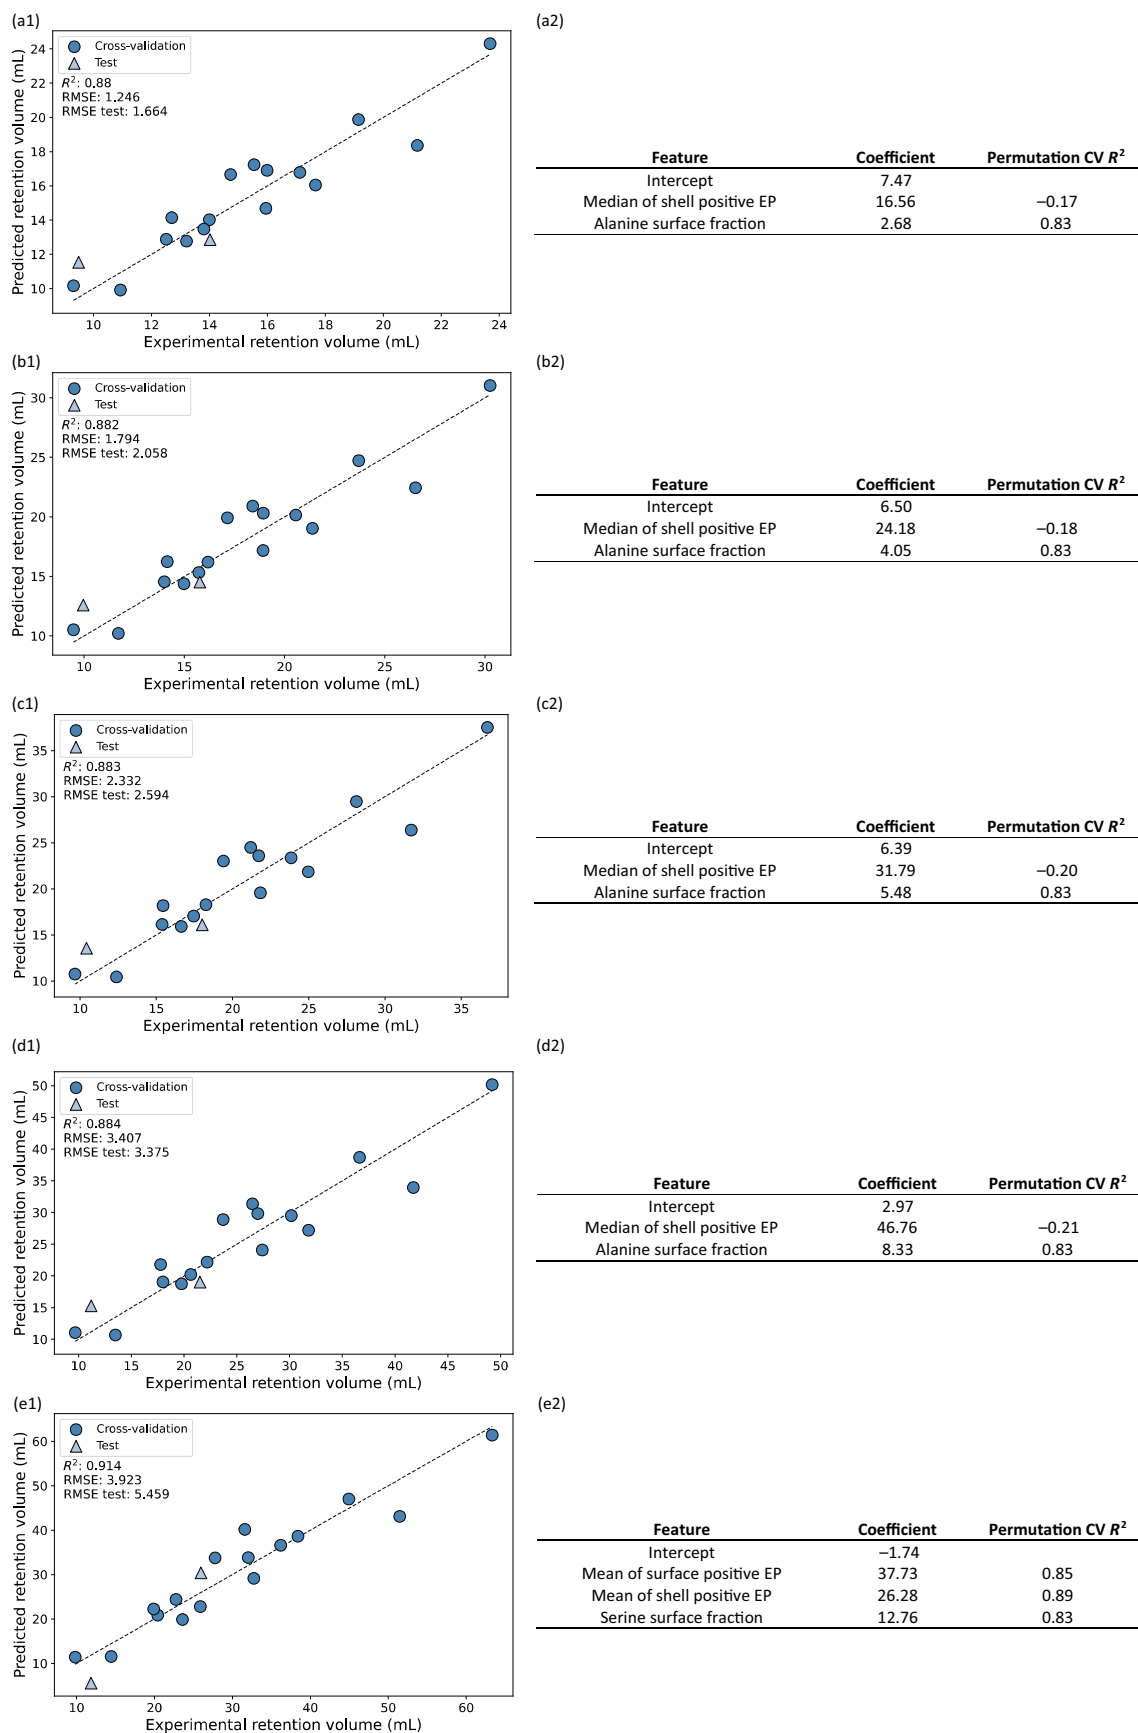 (a1)
Cross-validation
Test
R²: 0.88
RMSE: 1.246
RMSE test: 1.664
24
22
20
18
16
14
12
10
Predicted retention volume (mL)
10 12 14 16 18 20 22 24
Experimental retention volume (mL)
(a2)
Feature Coefficient Permutation CV R²
Intercept 7.47
Median of shell positive EP 16.56 −0.17
Alanine surface fraction 2.68 0.83
(b1)
Cross-validation
Test
R²: 0.882
RMSE: 1.794
RMSE test: 2.058
30
25
20
15
10
Predicted retention volume (mL)
10 15 20 25 30
Experimental retention volume (mL)
(b2)
Feature Coefficient Permutation CV R²
Intercept 6.50
Median of shell positive EP 24.18 −0.18
Alanine surface fraction 4.05 0.83
(c1)
Cross-validation
Test
R²: 0.883
RMSE: 2.332
RMSE test: 2.594
35
30
25
20
15
10
Predicted retention volume (mL)
10 15 20 25 30 35
Experimental retention volume (mL)
(c2)
Feature Coefficient Permutation CV R²
Intercept 6.39
Median of shell positive EP 31.79 −0.20
Alanine surface fraction 5.48 0.83
(d1)
Cross-validation
Test
R²: 0.884
RMSE: 3.407
RMSE test: 3.375
50
45
40
35
30
25
20
15
10
Predicted retention volume (mL)
10 15 20 25 30 35 40 45 50
Experimental retention volume (mL)
(d2)
Feature Coefficient Permutation CV R²
Intercept 2.97
Median of shell positive EP 46.76 −0.21
Alanine surface fraction 8.33 0.83
(e1)
Cross-validation
Test
R²: 0.914
RMSE: 3.923
RMSE test: 5.459
60
50
40
30
20
10
Predicted retention volume (mL)
10 20 30 40 50 60
Experimental retention volume (mL)
(e2)
Feature Coefficient Permutation CV R²
Intercept −1.74
Mean of surface positive EP 37.73 0.85
Mean of shell positive EP 26.28 0.89
Serine surface fraction 12.76 0.83